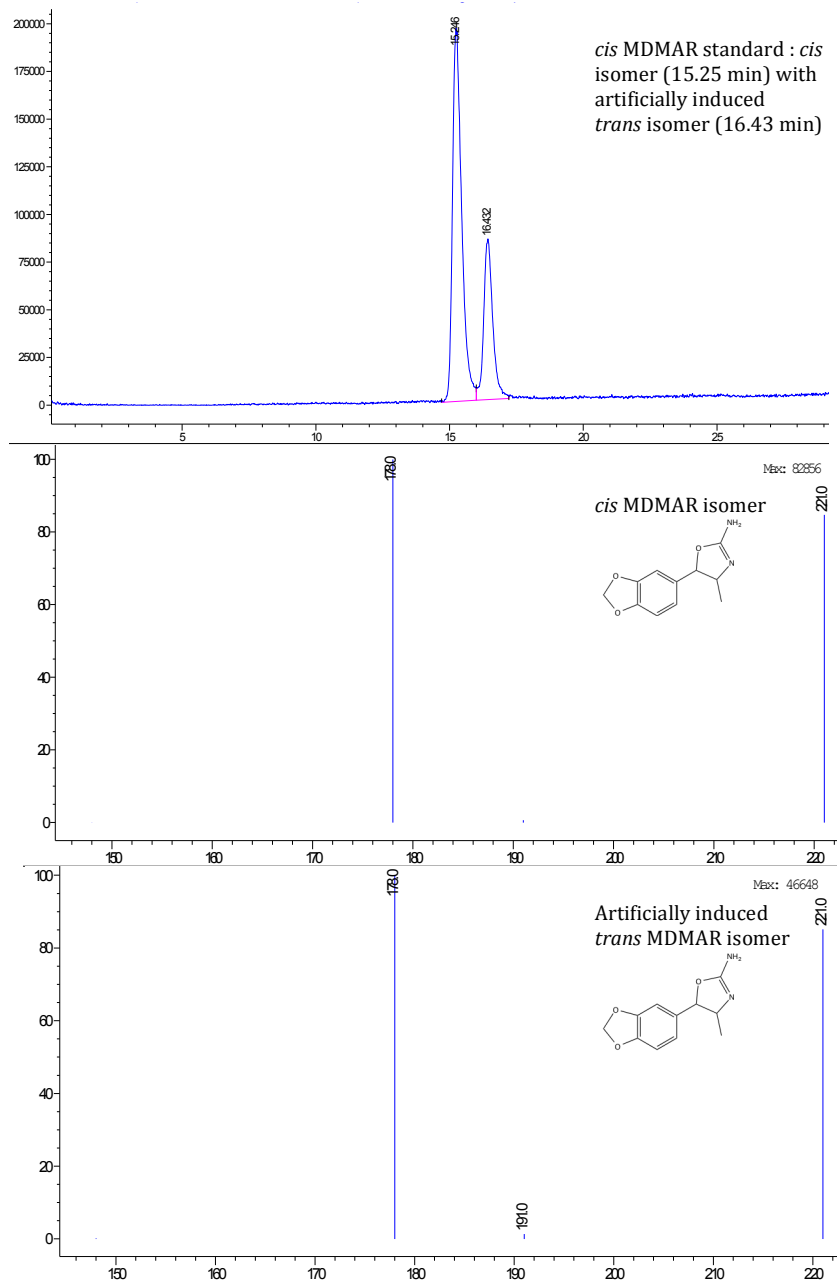 200000
175000
150000
125000
100000
75000
50000
25000
0
15.246
16.432
cis MDMAR standard : cis
isomer (15.25 min) with
artificially induced
trans isomer (16.43 min)
5 10 15 20 25
100
80
60
40
20
0
178.0
221.0
Max: 82856
cis MDMAR isomer
NH₂
O
N
O
O
150 160 170 180 190 200 210 220
100
80
60
40
20
0
178.0
191.0
221.0
Max: 46648
Artificially induced
trans MDMAR isomer
NH₂
O
N
O
O
150 160 170 180 190 200 210 220